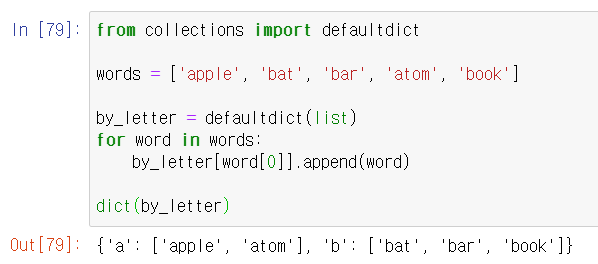 In [79]: from collections import defaultdict
words = ['apple', 'bat', 'bar', 'atom', 'book']
by_letter = defaultdict(list)
for word in words:
    by_letter[word[0]].append(word)
dict(by_letter)
Out[79]: {'a': ['apple', 'atom'], 'b': ['bat', 'bar', 'book']}